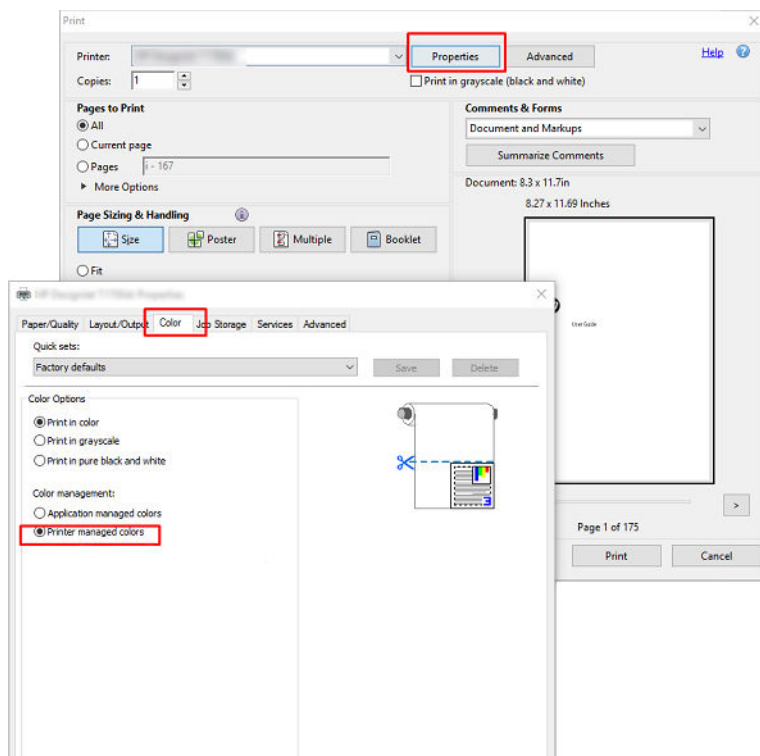 Print
Printer:
Properties
Advanced
Help
?
Copies:
1
Print in grayscale (black and white)
Pages to Print
All
Current page
Pages
i - 167
More Options
Comments & Forms
Document and Markups
Summarize Comments
Page Sizing & Handling
Size
Poster
Multiple
Booklet
Fit
Document: 8.3 x 11.7in
8.27 x 11.69 Inches
User Guide
>
Page 1 of 175
Print
Cancel
Paper/Quality
Layout/Output
Color
Job Storage
Services
Advanced
Quick sets:
Factory defaults
Save
Delete
Color Options
Print in color
Print in grayscale
Print in pure black and white
Color management:
Application managed colors
Printer managed colors
3